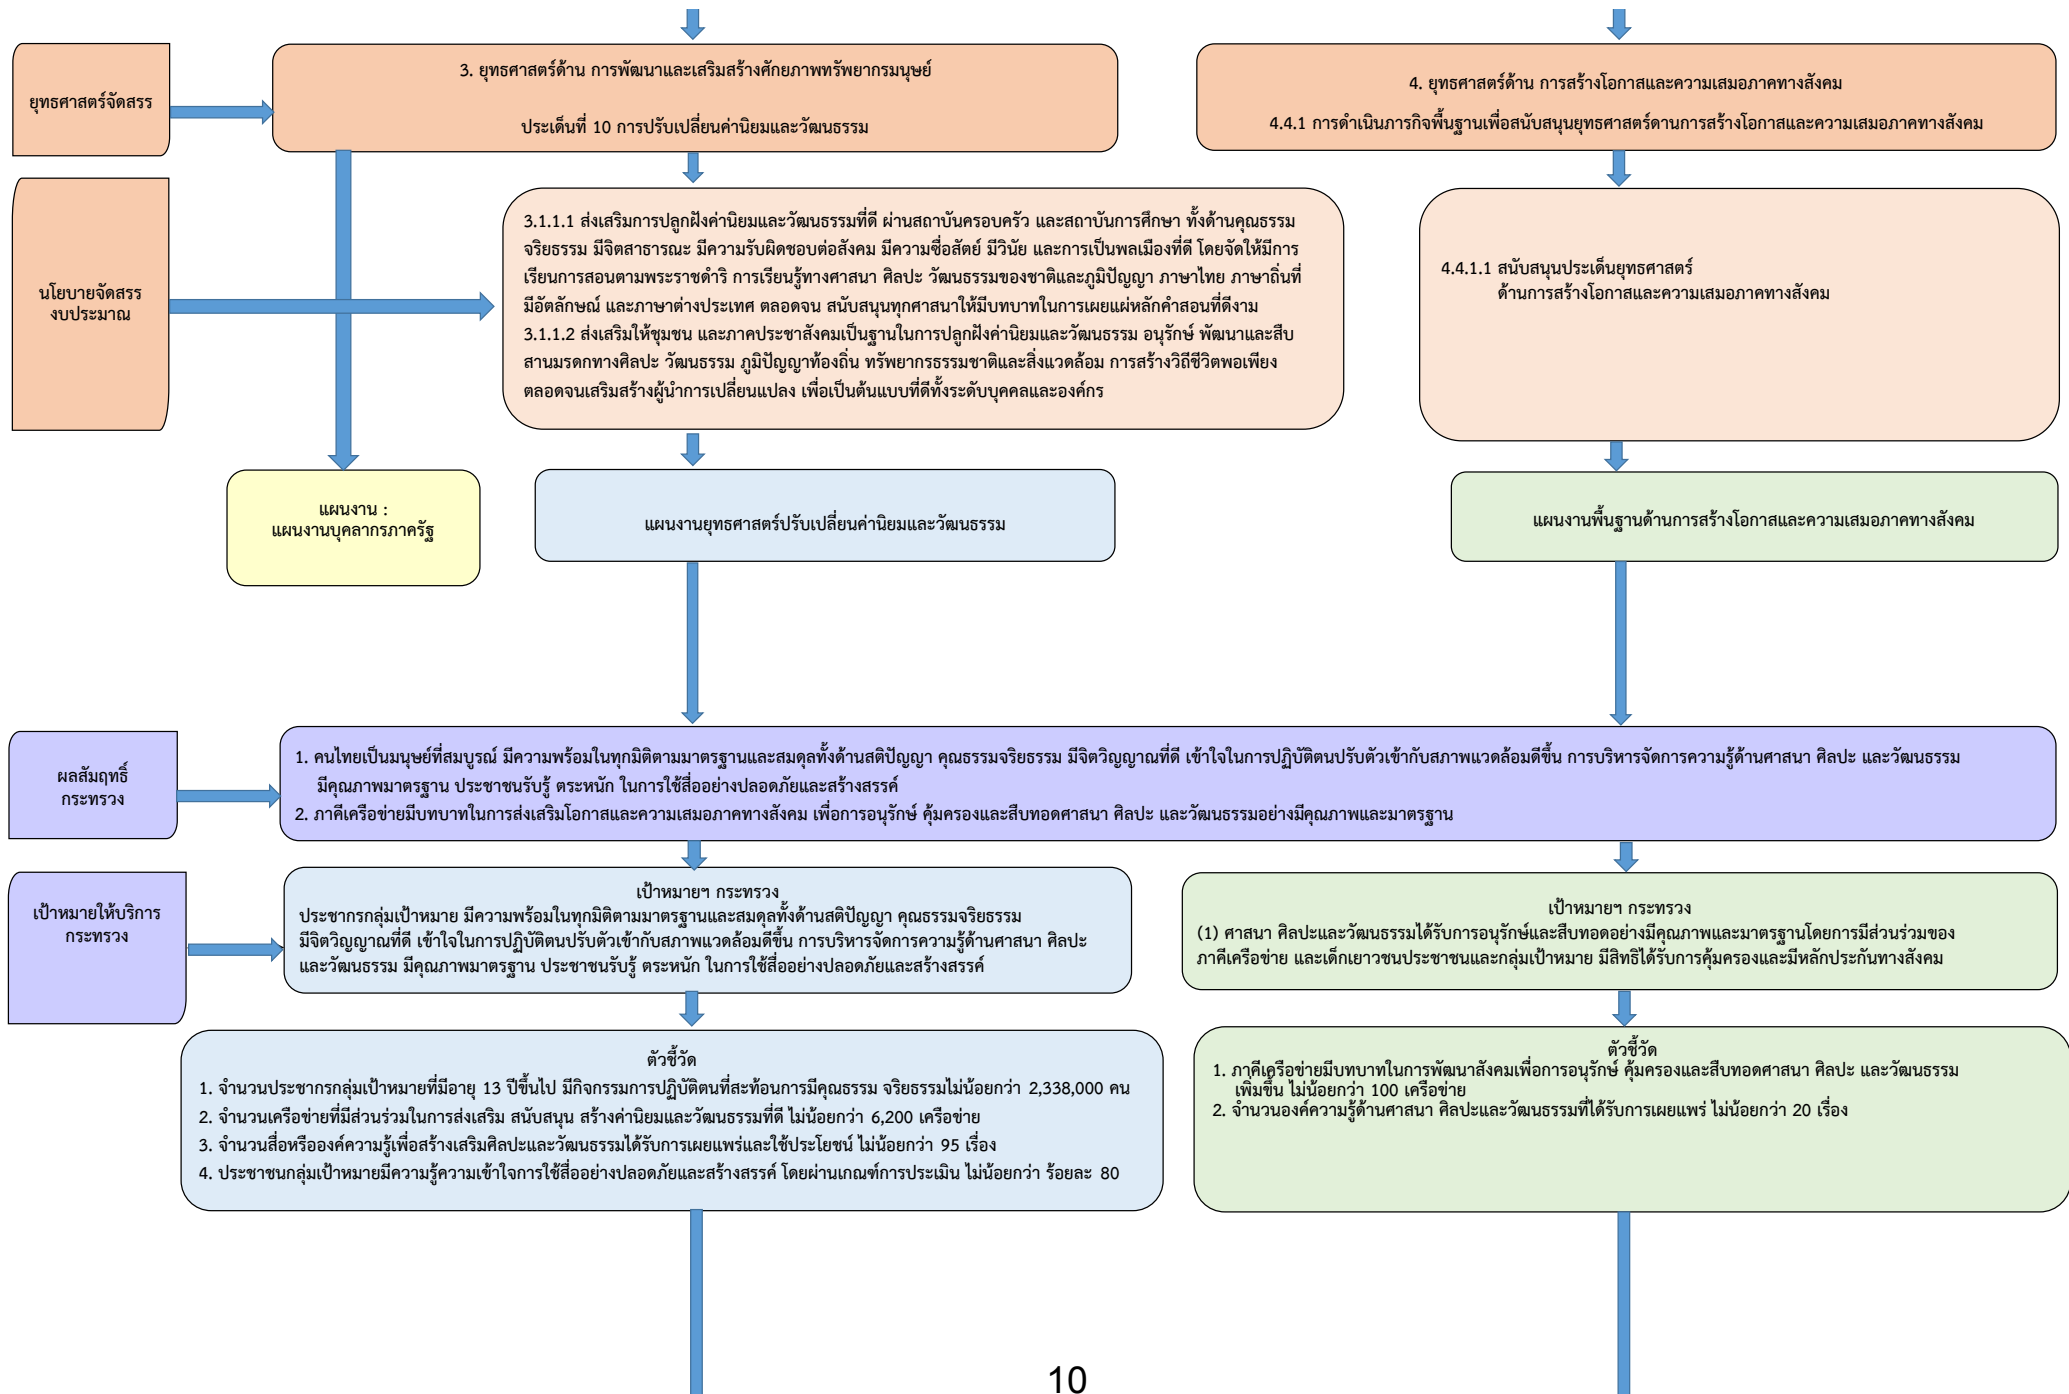 ยุทธศาสตร์จัดสรร
3. ยุทธศาสตร์ด้าน การพัฒนาและเสริมสร้างศักยภาพทรัพยากรมนุษย์
ประเด็นที่ 10 การปรับเปลี่ยนค่านิยมและวัฒนธรรม
4. ยุทธศาสตร์ด้าน การสร้างโอกาสและความเสมอภาคทางสังคม
4.4.1 การดำเนินภารกิจพื้นฐานเพื่อสนับสนุนยุทธศาสตร์ดานการสร้างโอกาสและความเสมอภาคทางสังคม
นโยบายจัดสรร
งบประมาณ
3.1.1.1 ส่งเสริมการปลูกฝังค่านิยมและวัฒนธรรมที่ดี ผ่านสถาบันครอบครัว และสถาบันการศึกษา ทั้งด้านคุณธรรม
จริยธรรม มีจิตสาธารณะ มีความรับผิดชอบต่อสังคม มีความซื่อสัตย์ มีวินัย และการเป็นพลเมืองที่ดี โดยจัดให้มีการ
เรียนการสอนตามพระราชดำริ การเรียนรู้ทางศาสนา ศิลปะ วัฒนธรรมของชาติและภูมิปัญญา ภาษาไทย ภาษาถิ่นที่
มีอัตลักษณ์ และภาษาต่างประเทศ ตลอดจน สนับสนุนทุกศาสนาให้มีบทบาทในการเผยแผ่หลักคำสอนที่ดีงาม
3.1.1.2 ส่งเสริมให้ชุมชน และภาคประชาสังคมเป็นฐานในการปลูกฝังค่านิยมและวัฒนธรรม อนุรักษ์ พัฒนาและสืบ
สานมรดกทางศิลปะ วัฒนธรรม ภูมิปัญญาท้องถิ่น ทรัพยากรธรรมชาติและสิ่งแวดล้อม การสร้างวิถีชีวิตพอเพียง
ตลอดจนเสริมสร้างผู้นำการเปลี่ยนแปลง เพื่อเป็นต้นแบบที่ดีทั้งระดับบุคคลและองค์กร
4.4.1.1 สนับสนุนประเด็นยุทธศาสตร์
ด้านการสร้างโอกาสและความเสมอภาคทางสังคม
แผนงาน :
แผนงานบุคลากรภาครัฐ
แผนงานยุทธศาสตร์ปรับเปลี่ยนค่านิยมและวัฒนธรรม
แผนงานพื้นฐานด้านการสร้างโอกาสและความเสมอภาคทางสังคม
ผลสัมฤทธิ์
กระทรวง
1. คนไทยเป็นมนุษย์ที่สมบูรณ์ มีความพร้อมในทุกมิติตามมาตรฐานและสมดุลทั้งด้านสติปัญญา คุณธรรมจริยธรรม มีจิตวิญญาณที่ดี เข้าใจในการปฏิบัติตนปรับตัวเข้ากับสภาพแวดล้อมดีขึ้น การบริหารจัดการความรู้ด้านศาสนา ศิลปะ และวัฒนธรรม
มีคุณภาพมาตรฐาน ประชาชนรับรู้ ตระหนัก ในการใช้สื่ออย่างปลอดภัยและสร้างสรรค์
2. ภาคีเครือข่ายมีบทบาทในการส่งเสริมโอกาสและความเสมอภาคทางสังคม เพื่อการอนุรักษ์ คุ้มครองและสืบทอดศาสนา ศิลปะ และวัฒนธรรมอย่างมีคุณภาพและมาตรฐาน
เป้าหมายให้บริการ
กระทรวง
เป้าหมายฯ กระทรวง
ประชากรกลุ่มเป้าหมาย มีความพร้อมในทุกมิติตามมาตรฐานและสมดุลทั้งด้านสติปัญญา คุณธรรมจริยธรรม
มีจิตวิญญาณที่ดี เข้าใจในการปฏิบัติตนปรับตัวเข้ากับสภาพแวดล้อมดีขึ้น การบริหารจัดการความรู้ด้านศาสนา ศิลปะ
และวัฒนธรรม มีคุณภาพมาตรฐาน ประชาชนรับรู้ ตระหนัก ในการใช้สื่ออย่างปลอดภัยและสร้างสรรค์
เป้าหมายฯ กระทรวง
(1) ศาสนา ศิลปะและวัฒนธรรมได้รับการอนุรักษ์และสืบทอดอย่างมีคุณภาพและมาตรฐานโดยการมีส่วนร่วมของ
ภาคีเครือข่าย และเด็กเยาวชนประชาชนและกลุ่มเป้าหมาย มีสิทธิได้รับการคุ้มครองและมีหลักประกันทางสังคม
ตัวชี้วัด
1. จำนวนประชากรกลุ่มเป้าหมายที่มีอายุ 13 ปีขึ้นไป มีกิจกรรมการปฏิบัติตนที่สะท้อนการมีคุณธรรม จริยธรรมไม่น้อยกว่า 2,338,000 คน
2. จำนวนเครือข่ายที่มีส่วนร่วมในการส่งเสริม สนับสนุน สร้างค่านิยมและวัฒนธรรมที่ดี ไม่น้อยกว่า 6,200 เครือข่าย
3. จำนวนสื่อหรือองค์ความรู้เพื่อสร้างเสริมศิลปะและวัฒนธรรมได้รับการเผยแพร่และใช้ประโยชน์ ไม่น้อยกว่า 95 เรื่อง
4. ประชาชนกลุ่มเป้าหมายมีความรู้ความเข้าใจการใช้สื่ออย่างปลอดภัยและสร้างสรรค์ โดยผ่านเกณฑ์การประเมิน ไม่น้อยกว่า ร้อยละ 80
ตัวชี้วัด
1. ภาคีเครือข่ายมีบทบาทในการพัฒนาสังคมเพื่อการอนุรักษ์ คุ้มครองและสืบทอดศาสนา ศิลปะ และวัฒนธรรม
เพิ่มขึ้น ไม่น้อยกว่า 100 เครือข่าย
2. จำนวนองค์ความรู้ด้านศาสนา ศิลปะและวัฒนธรรมที่ได้รับการเผยแพร่ ไม่น้อยกว่า 20 เรื่อง
10